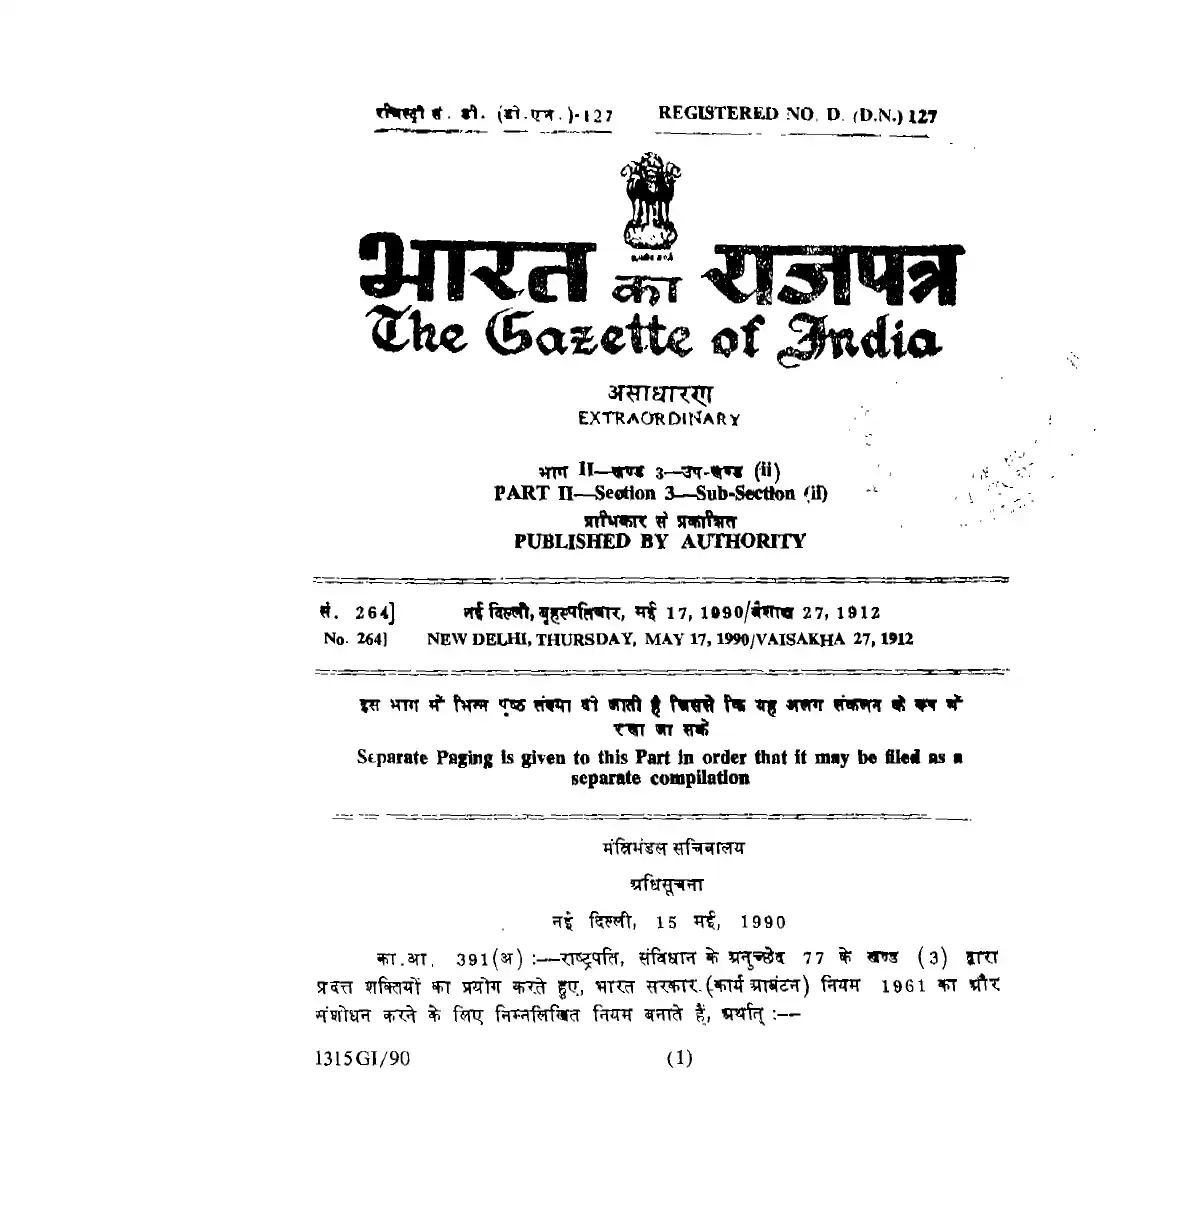 रजिस्ट्री सं. डी. (डी.एन.)-127 REGISTERED NO. D. (D.N.) 127
भारत का राजपत्र
The Gazette of India
असाधारण
EXTRAORDINARY
भाग II—खण्ड 3—उप-खण्ड (ii)
PART II—Section 3—Sub-Section (ii)
प्राधिकार से प्रकाशित
PUBLISHED BY AUTHORITY
सं. 264] नई दिल्ली, बृहस्पतिवार, मई 17, 1990/बैशाख 27, 1912
No. 264] NEW DELHI, THURSDAY, MAY 17, 1990/VAISAKHA 27, 1912
इस भाग में भिन्न पृष्ठ संख्या दी जाती है जिससे कि यह अलग संकलन के रूप में
रखा जा सके
Separate Paging is given to this Part in order that it may be filed as a
separate compilation
मंत्रिमंडल सचिवालय
अधिसूचना
नई दिल्ली, 15 मई, 1990
का.आ. 391(अ) :—राष्ट्रपति, संविधान के अनुच्छेद 77 के खण्ड (3) द्वारा
प्रदत्त शक्तियों का प्रयोग करते हुए, भारत सरकार (कार्य आबंटन) नियम 1961 का और
संशोधन करने के लिए निम्नलिखित नियम बनाते हैं, अर्थात् :—
1315 GI/90 (1)